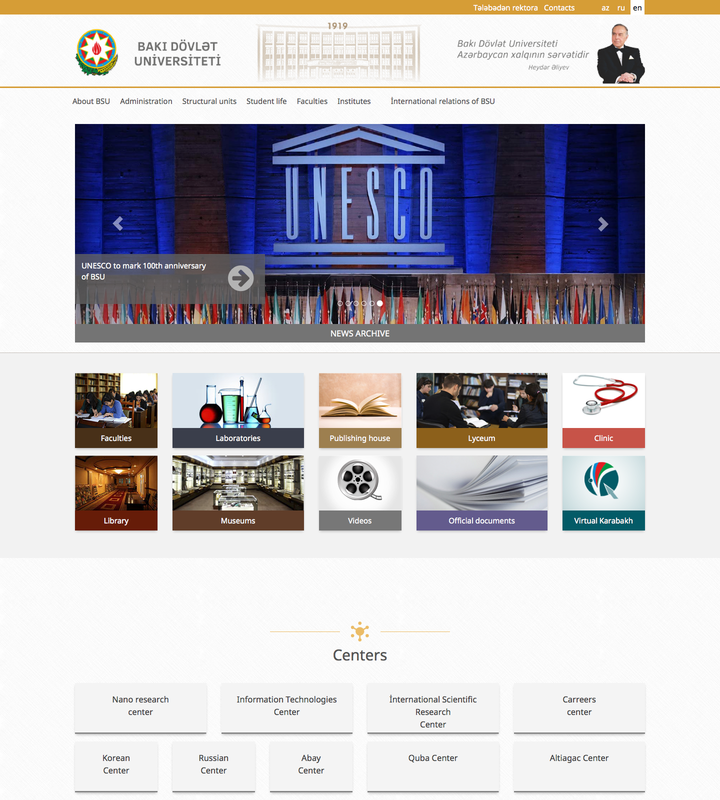 Tələbədən rektora Contacts az ru en
BAKI DÖVLƏT
UNİVERSİTETİ
1919
Bakı Dövlət Universiteti
Azərbaycan xalqının sərvətidir
Heydər Əliyev
About BSU Administration Structural units Student life Faculties Institutes İnternational relations of BSU
UNESCO
UNESCO to mark 100th anniversary
of BSU
NEWS ARCHIVE
Faculties Laboratories Publishing house Lyceum Clinic
Library Museums Videos Official documents Virtual Karabakh
Centers
Nano research
center
Information Technologies
Center
İnternational Scientific
Research
Center
Carreers
center
Korean
Center
Russian
Center
Abay
Center
Quba Center
Altiagac Center